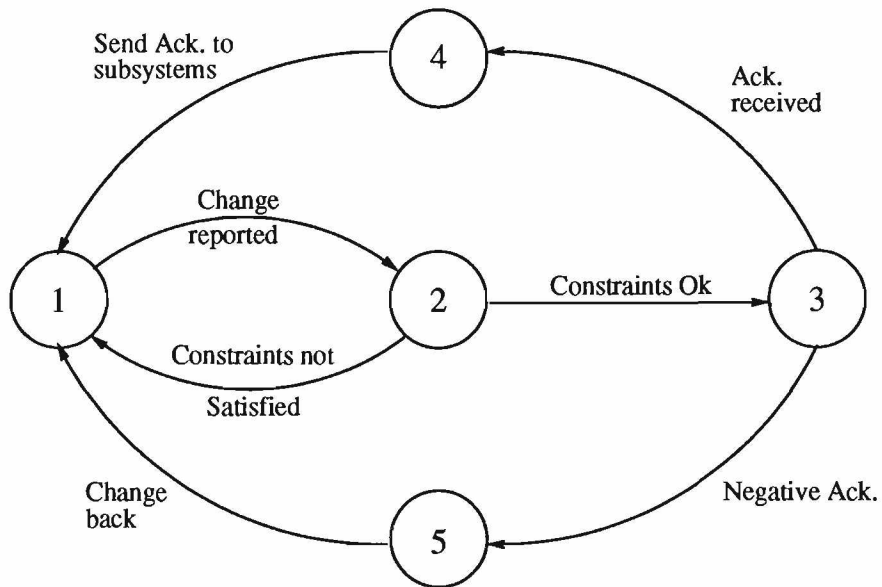 Send Ack. to
subsystems
4
Ack.
received
Change
reported
1
2
Constraints Ok
3
Constraints not
Satisfied
Change
back
5
Negative Ack.